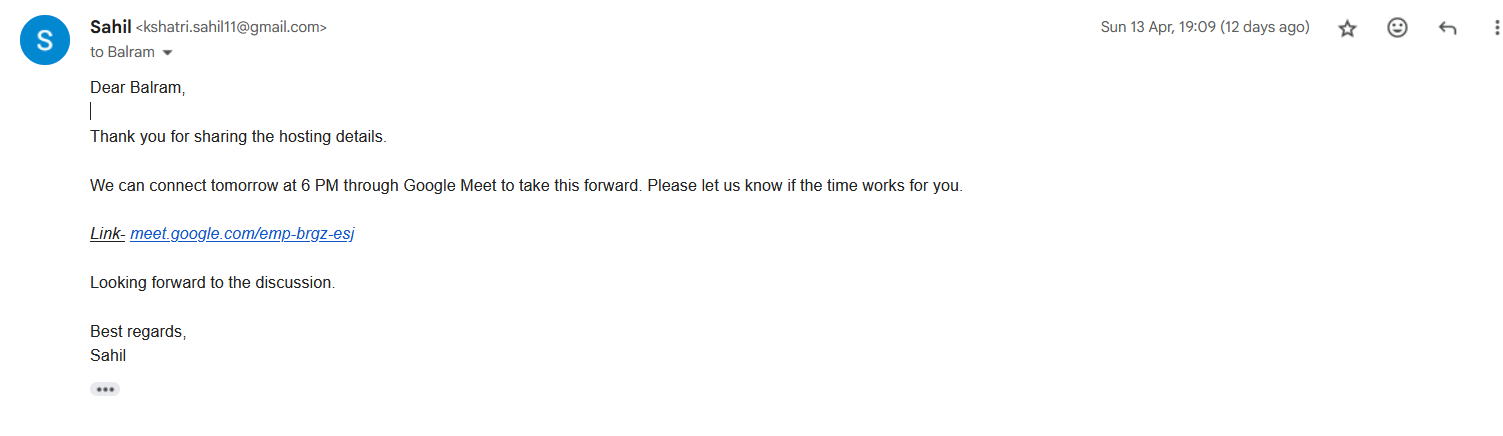 S
Sahil <kshatri.sahil11@gmail.com>
Sun 13 Apr, 19:09 (12 days ago)
to Balram
Dear Balram,
Thank you for sharing the hosting details.
We can connect tomorrow at 6 PM through Google Meet to take this forward. Please let us know if the time works for you.
Link- meet.google.com/emp-brgz-esj
Looking forward to the discussion.
Best regards,
Sahil